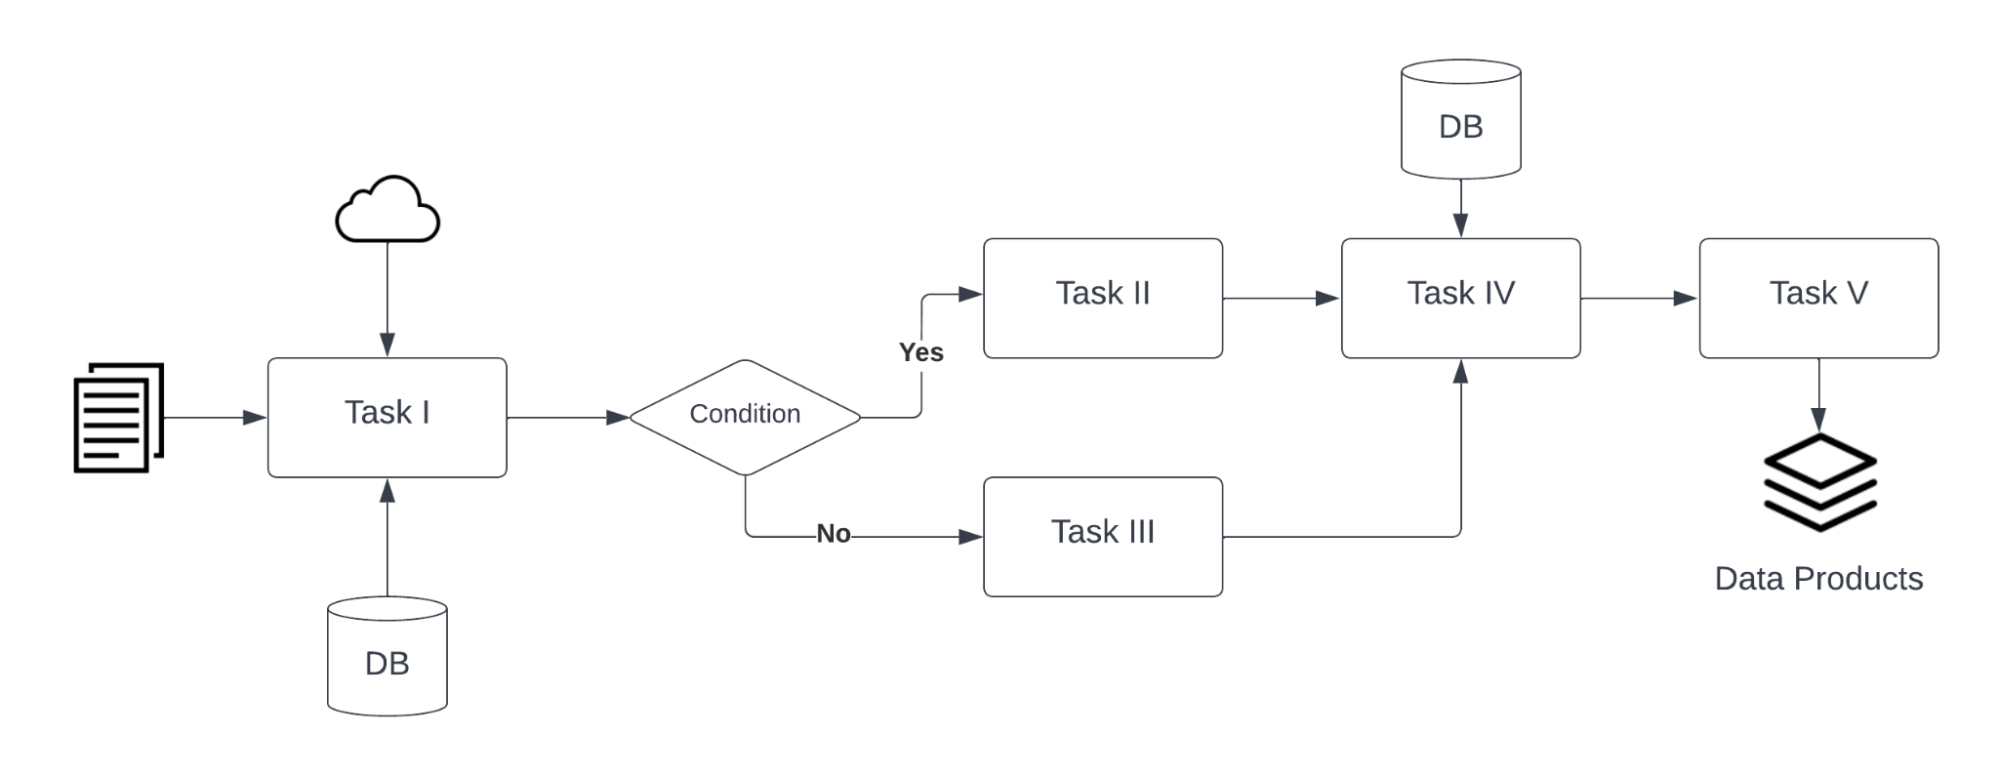 DB
Task II
Task IV
Task V
Yes
Task I
Condition
No
Task III
Data Products
DB